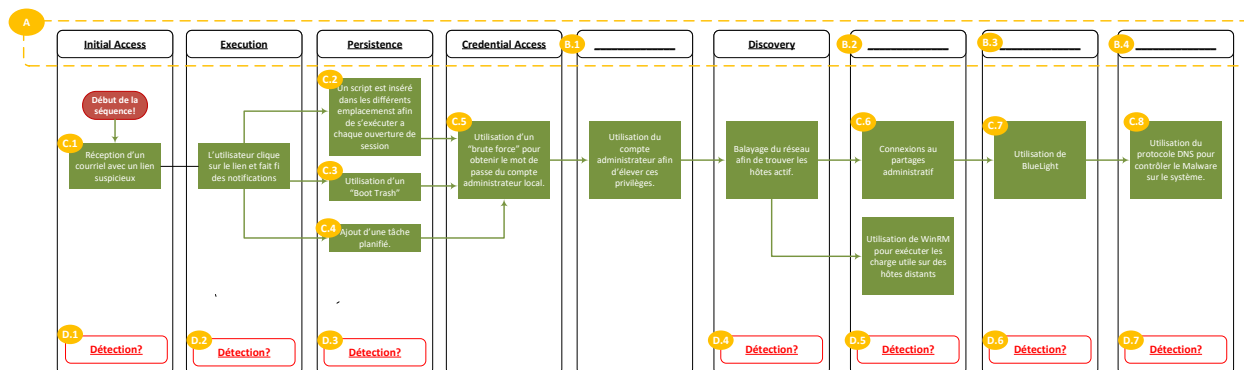 A
Initial Access
Execution
Persistence
Credential Access
B.1
____________
Discovery
B.2
____________
B.3
____________
B.4
____________
Début de la
séquence!
C.1
Réception d'un
courriel avec un lien
suspicieux
L'utilisateur clique
sur le lien et fait fi
des notifications
C.2
Un script est inséré
dans les différents
emplacemenst afin
de s'exécuter a
chaque ouverture de
session
C.3
Utilisation d'un
"Boot Trash"
C.4
Ajout d'une tâche
planifié.
C.5
Utilisation d'un
"brute force" pour
obtenir le mot de
passe du compte
administrateur local.
Utilisation du
compte
administrateur afin
d'élever ces
privilèges.
Balayage du réseau
afin de trouver les
hôtes actif.
C.6
Connexions au
partages
administratif
Utilisation de WinRM
pour exécuter les
charge utile sur des
hôtes distants
C.7
Utilisation de
BlueLight
C.8
Utilisation du
protocole DNS pour
contrôler le Malware
sur le système.
D.1
Détection?
D.2
Détection?
D.3
Détection?
D.4
Détection?
D.5
Détection?
D.6
Détection?
D.7
Détection?